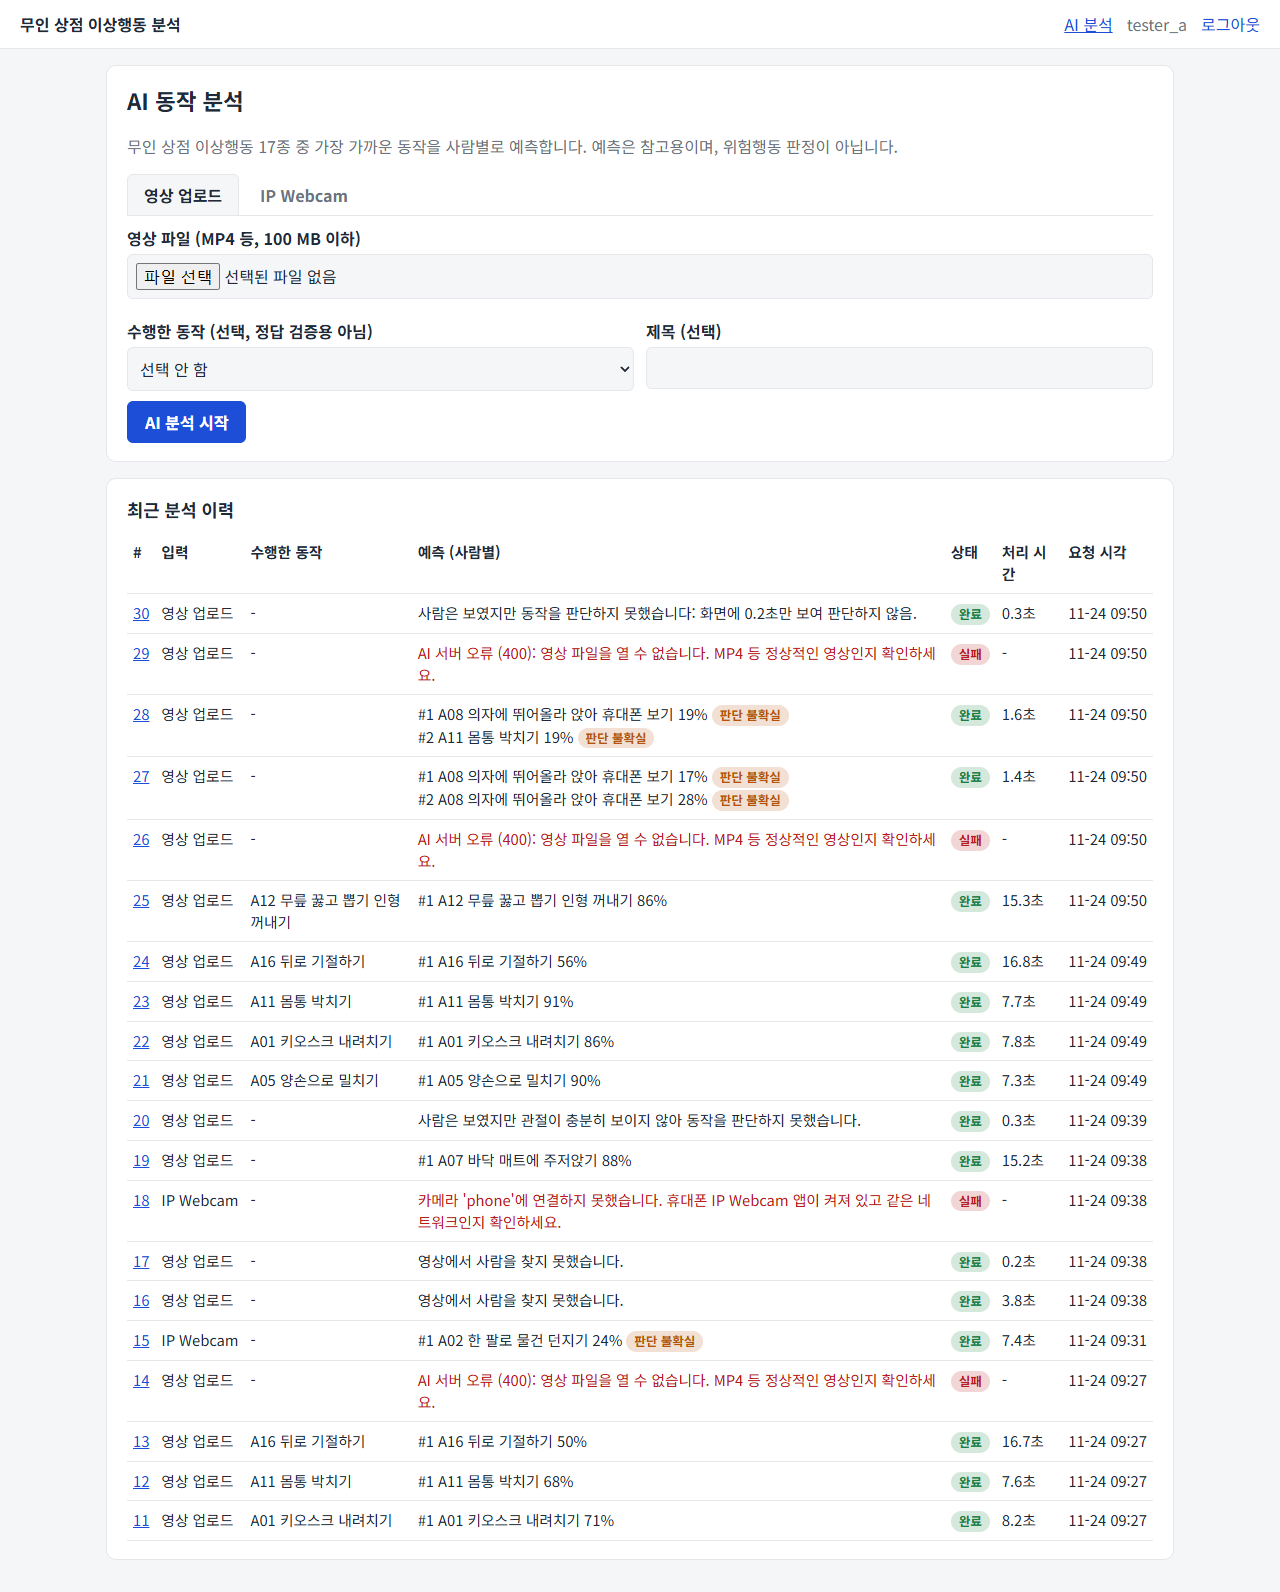 무인 상점 이상행동 분석
AI 분석 tester_a 로그아웃
AI 동작 분석
무인 상점 이상행동 17종 중 가장 가까운 동작을 사람별로 예측합니다. 예측은 참고용이며, 위험행동 판정이 아닙니다.
영상 업로드 IP Webcam
영상 파일 (MP4 등, 100 MB 이하)
파일 선택 선택된 파일 없음
수행한 동작 (선택, 정답 검증용 아님) 제목 (선택)
선택 안 함
AI 분석 시작
최근 분석 이력
# 입력 수행한 동작 예측 (사람별) 상태 처리 시
간 요청 시각
30 영상 업로드 - 사람은 보였지만 동작을 판단하지 못했습니다: 화면에 0.2초만 보여 판단하지 않음. 완료 0.3초 11-24 09:50
29 영상 업로드 - AI 서버 오류 (400): 영상 파일을 열 수 없습니다. MP4 등 정상적인 영상인지 확인하세
요. 실패 - 11-24 09:50
28 영상 업로드 - #1 A08 의자에 뛰어올라 앉아 휴대폰 보기 19% 판단 불확실
#2 A11 몸통 박치기 19% 판단 불확실 완료 1.6초 11-24 09:50
27 영상 업로드 - #1 A08 의자에 뛰어올라 앉아 휴대폰 보기 17% 판단 불확실
#2 A08 의자에 뛰어올라 앉아 휴대폰 보기 28% 판단 불확실 완료 1.4초 11-24 09:50
26 영상 업로드 - AI 서버 오류 (400): 영상 파일을 열 수 없습니다. MP4 등 정상적인 영상인지 확인하세
요. 실패 - 11-24 09:50
25 영상 업로드 A12 무릎 꿇고 뽑기 인형
꺼내기 #1 A12 무릎 꿇고 뽑기 인형 꺼내기 86% 완료 15.3초 11-24 09:50
24 영상 업로드 A16 뒤로 기절하기 #1 A16 뒤로 기절하기 56% 완료 16.8초 11-24 09:49
23 영상 업로드 A11 몸통 박치기 #1 A11 몸통 박치기 91% 완료 7.7초 11-24 09:49
22 영상 업로드 A01 키오스크 내려치기 #1 A01 키오스크 내려치기 86% 완료 7.8초 11-24 09:49
21 영상 업로드 A05 양손으로 밀치기 #1 A05 양손으로 밀치기 90% 완료 7.3초 11-24 09:49
20 영상 업로드 - 사람은 보였지만 관절이 충분히 보이지 않아 동작을 판단하지 못했습니다. 완료 0.3초 11-24 09:39
19 영상 업로드 - #1 A07 바닥 매트에 주저앉기 88% 완료 15.2초 11-24 09:38
18 IP Webcam - 카메라 'phone'에 연결하지 못했습니다. 휴대폰 IP Webcam 앱이 켜져 있고 같은 네
트워크인지 확인하세요. 실패 - 11-24 09:38
17 영상 업로드 - 영상에서 사람을 찾지 못했습니다. 완료 0.2초 11-24 09:38
16 영상 업로드 - 영상에서 사람을 찾지 못했습니다. 완료 3.8초 11-24 09:38
15 IP Webcam - #1 A02 한 팔로 물건 던지기 24% 판단 불확실 완료 7.4초 11-24 09:31
14 영상 업로드 - AI 서버 오류 (400): 영상 파일을 열 수 없습니다. MP4 등 정상적인 영상인지 확인하세
요. 실패 - 11-24 09:27
13 영상 업로드 A16 뒤로 기절하기 #1 A16 뒤로 기절하기 50% 완료 16.7초 11-24 09:27
12 영상 업로드 A11 몸통 박치기 #1 A11 몸통 박치기 68% 완료 7.6초 11-24 09:27
11 영상 업로드 A01 키오스크 내려치기 #1 A01 키오스크 내려치기 71% 완료 8.2초 11-24 09:27